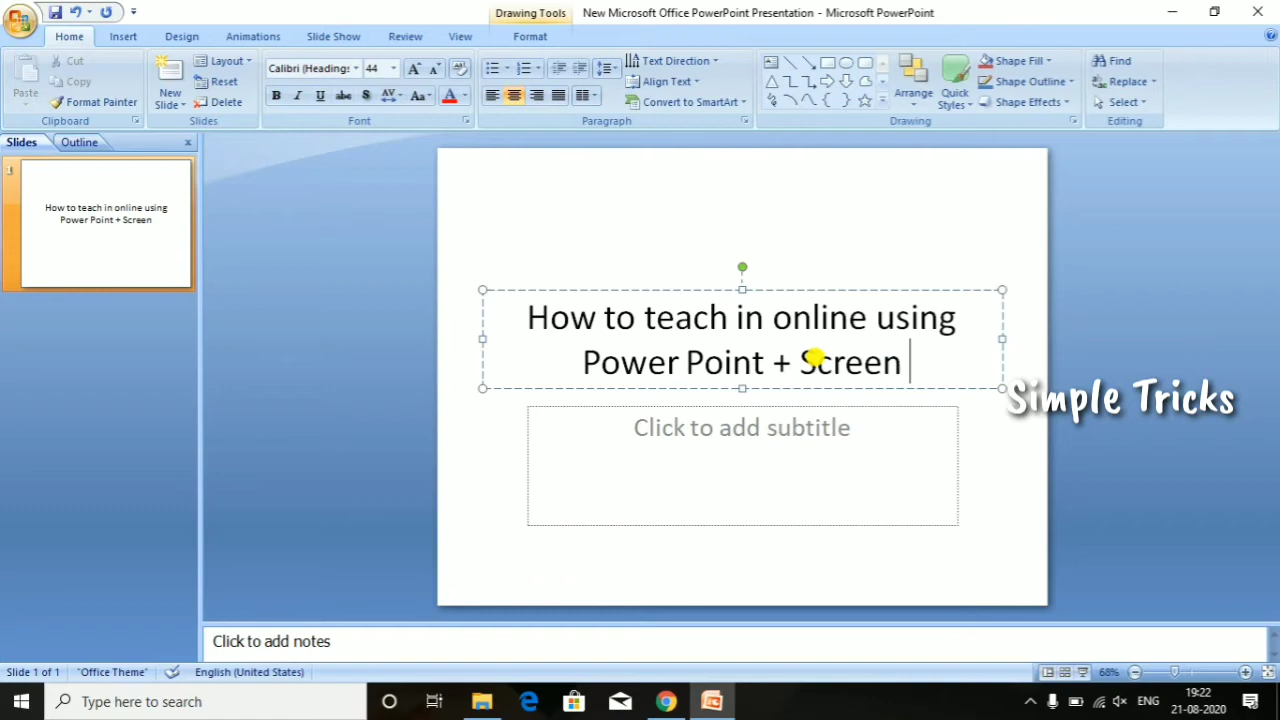 Drawing Tools
New Microsoft Office PowerPoint Presentation - Microsoft PowerPoint
Home
Insert
Design
Animations
Slide Show
Review
View
Format
Paste
Cut
Copy
Format Painter
Clipboard
New
Slide
Layout
Reset
Delete
Slides
Calibri (Headings
44
Font
Paragraph
Text Direction
Align Text
Convert to SmartArt
Arrange
Quick
Styles
Shape Fill
Shape Outline
Shape Effects
Drawing
Find
Replace
Select
Editing
Slides
Outline
1
How to teach in online using
Power Point + Screen
How to teach in online using
Power Point + Screen
Simple Tricks
Click to add subtitle
Click to add notes
Slide 1 of 1
"Office Theme"
English (United States)
68%
Type here to search
ENG
19:22
21-08-2020